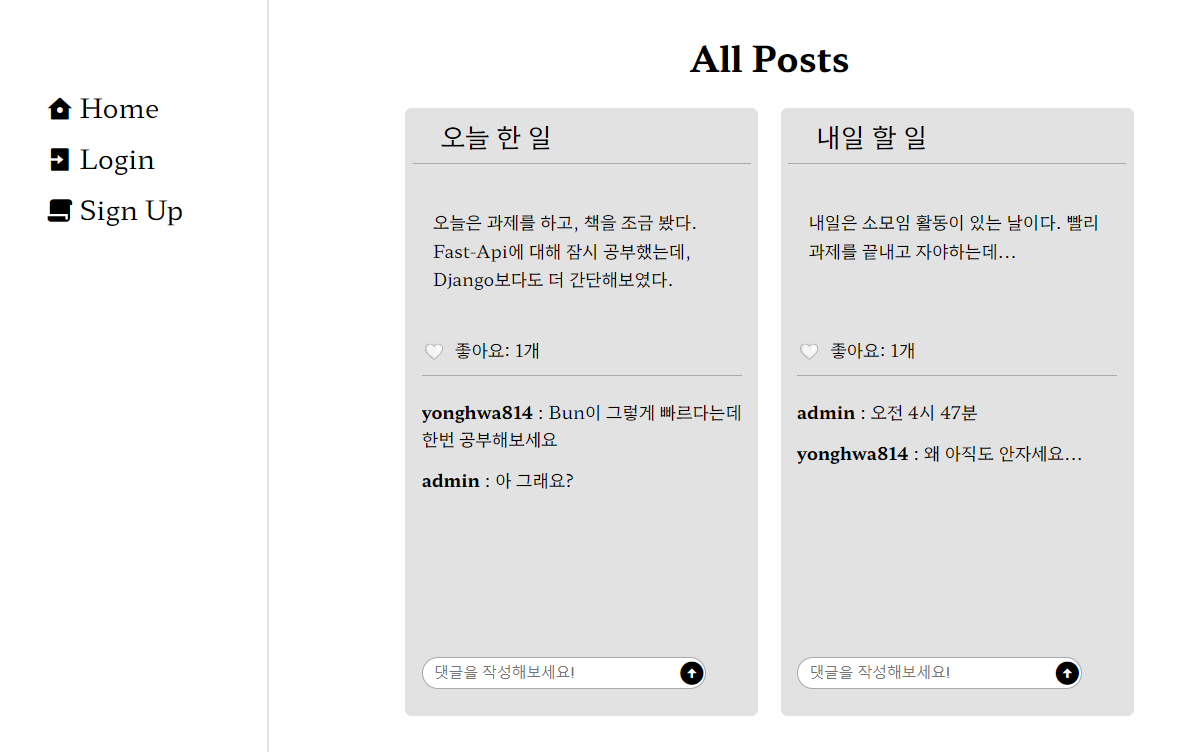 Home
Login
Sign Up
All Posts
오늘 한 일
오늘은 과제를 하고, 책을 조금 봤다.
Fast-Api에 대해 잠시 공부했는데,
Django보다도 더 간단해보였다.
좋아요: 1개
yonghwa814 : Bun이 그렇게 빠르다는데
한번 공부해보세요
admin : 아 그래요?
댓글을 작성해보세요!
내일 할 일
내일은 소모임 활동이 있는 날이다. 빨리
과제를 끝내고 자야하는데...
좋아요: 1개
admin : 오전 4시 47분
yonghwa814 : 왜 아직도 안자세요...
댓글을 작성해보세요!